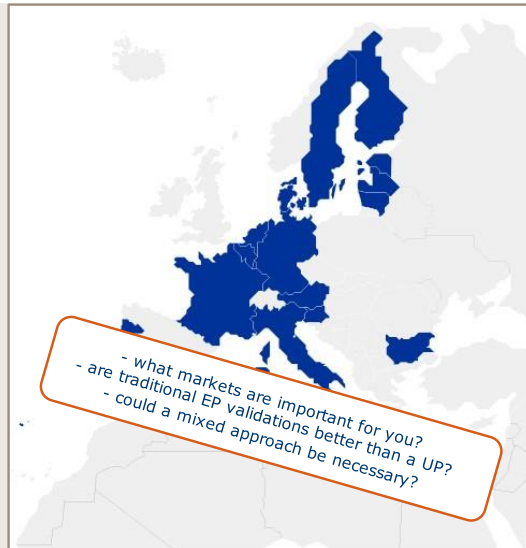 - what markets are important for you?
- are traditional EP validations better than a UP?
- could a mixed approach be necessary?